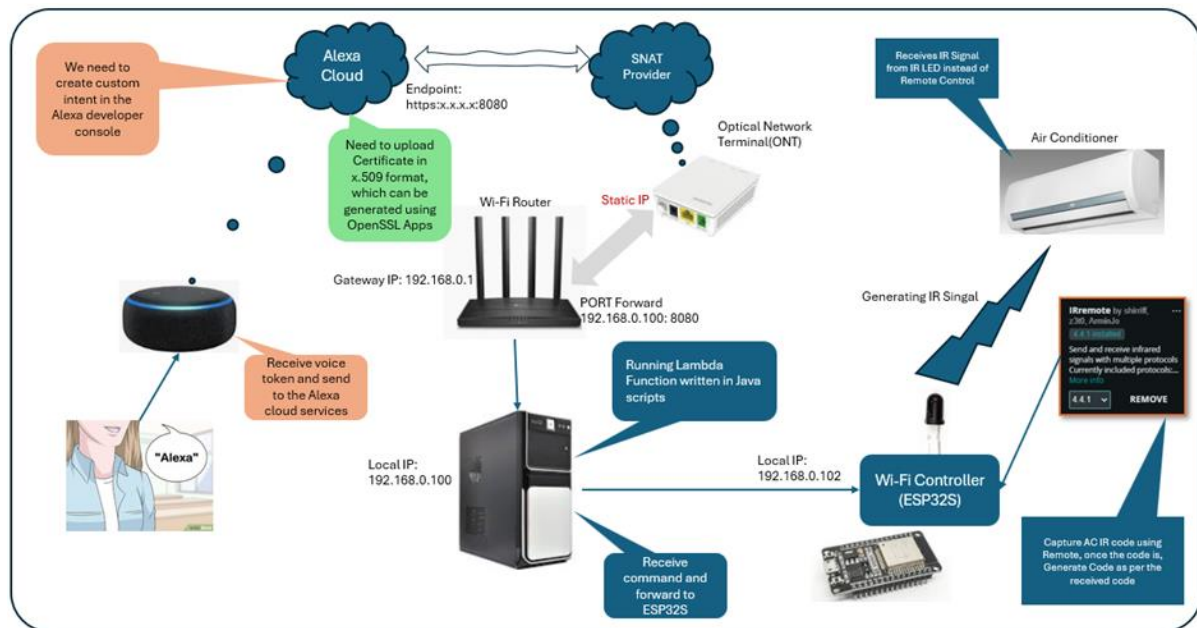 We need to
create custom
intent in the
Alexa developer
console
Alexa
Cloud
Endpoint:
https:x.x.x.x:8080
SNAT
Provider
Receives IR Signal
from IR LED instead of
Remote Control
Need to upload
Certificate in
x.509 format,
which can be
generated using
OpenSSL Apps
Optical Network
Terminal(ONT)
Air Conditioner
Wi-Fi Router
Static IP
Gateway IP: 192.168.0.1
PORT Forward
192.168.0.100: 8080
Generating IR Singal
IRremote by shirriff,
z3t0, ArminJo
4.4.1 installed
Send and receive infrared
signals with multiple protocols
Currently included protocols:...
More info
4.4.1
REMOVE
Receive voice
token and send
to the Alexa
cloud services
Running Lambda
Function written in Java
scripts
"Alexa"
Local IP:
192.168.0.100
Local IP:
192.168.0.102
Wi-Fi Controller
(ESP32S)
Receive
command and
forward to
ESP32S
Capture AC IR code using
Remote, once the code is,
Generate Code as per the
received code